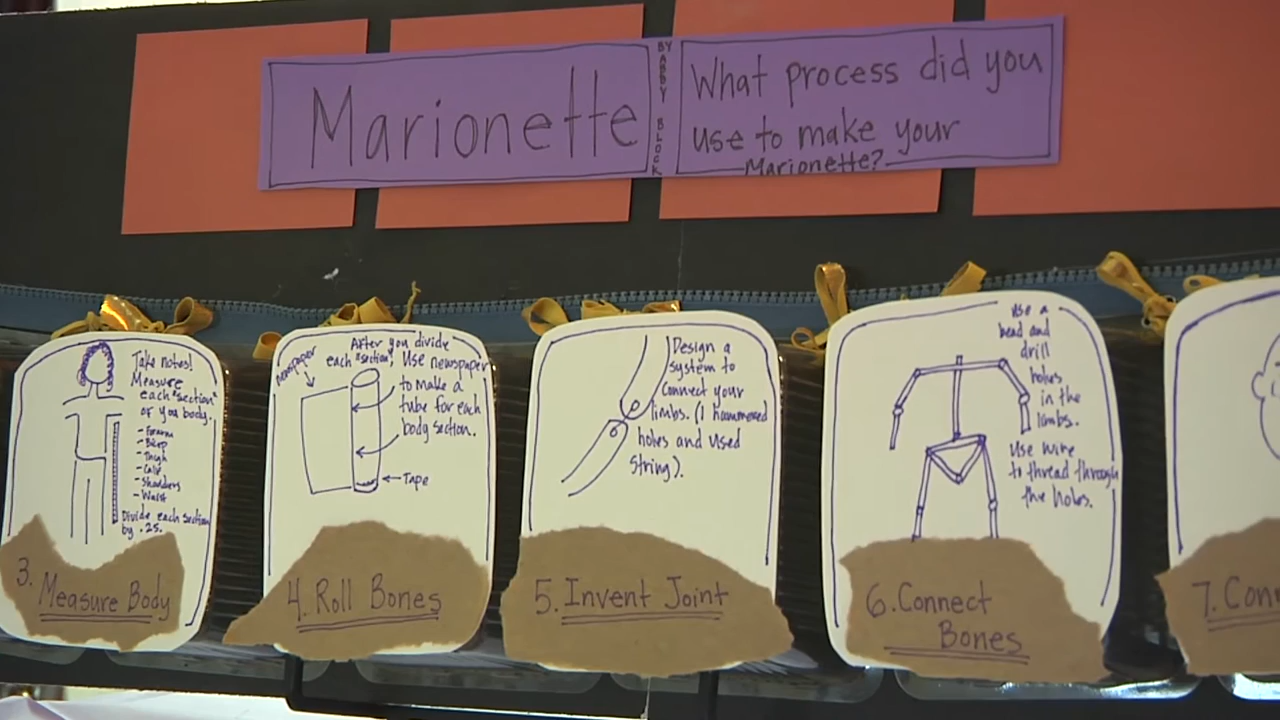 Marionette
BY ABBY BLOCK
What process did you
use to make your
Marionette?
Take notes!
Measure
each "section"
of you body.
- Forearm
- Bicep
- Thigh
- Calf
- Shoulders
- Waist
Divide each section
by .25.
3.
Measure Body
After you divide
each "section", Use newspaper
to make a
tube for each
body section.
newspaper
Tape
4. Roll Bones
Design a
system to
connect your
limbs. (I hammered
holes and used
String).
5. Invent Joint
Use a
bead and
drill
holes
in the
limbs.
Use wire
to thread through
the holes.
6. Connect
Bones
7. Conn